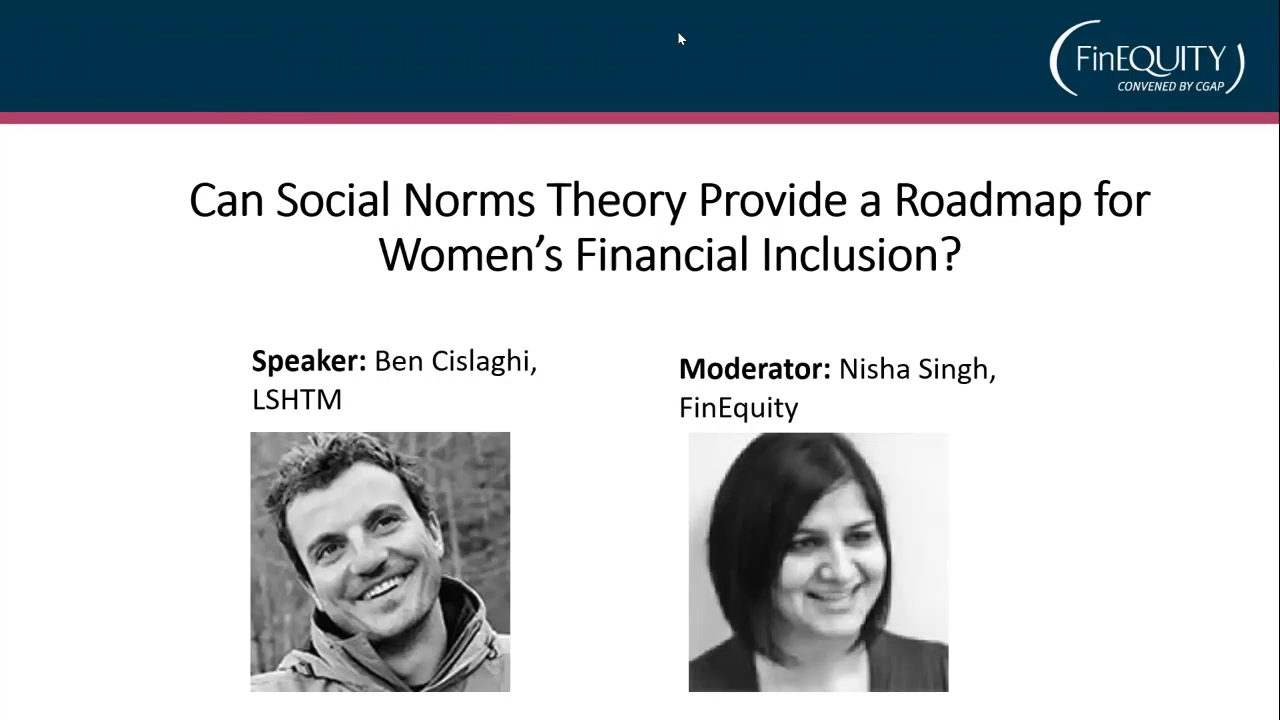 FinEQUITY
CONVENED BY CGAP
Can Social Norms Theory Provide a Roadmap for
Women’s Financial Inclusion?
Speaker: Ben Cislaghi,
LSHTM
Moderator: Nisha Singh,
FinEquity